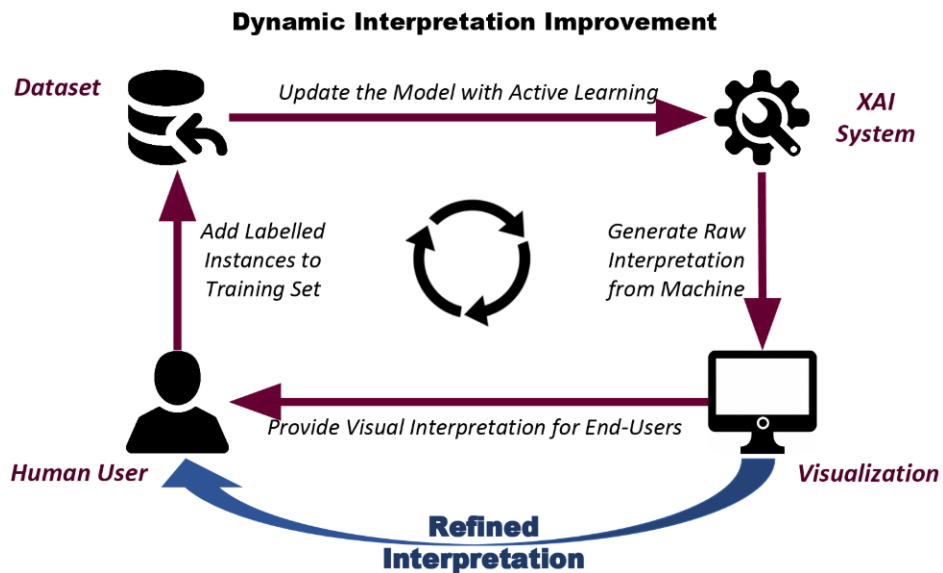 Dynamic Interpretation Improvement
Dataset
Update the Model with Active Learning
XAI
System
Add Labelled
Instances to
Training Set
Generate Raw
Interpretation
from Machine
Provide Visual Interpretation for End-Users
Human User
Visualization
Refined
Interpretation